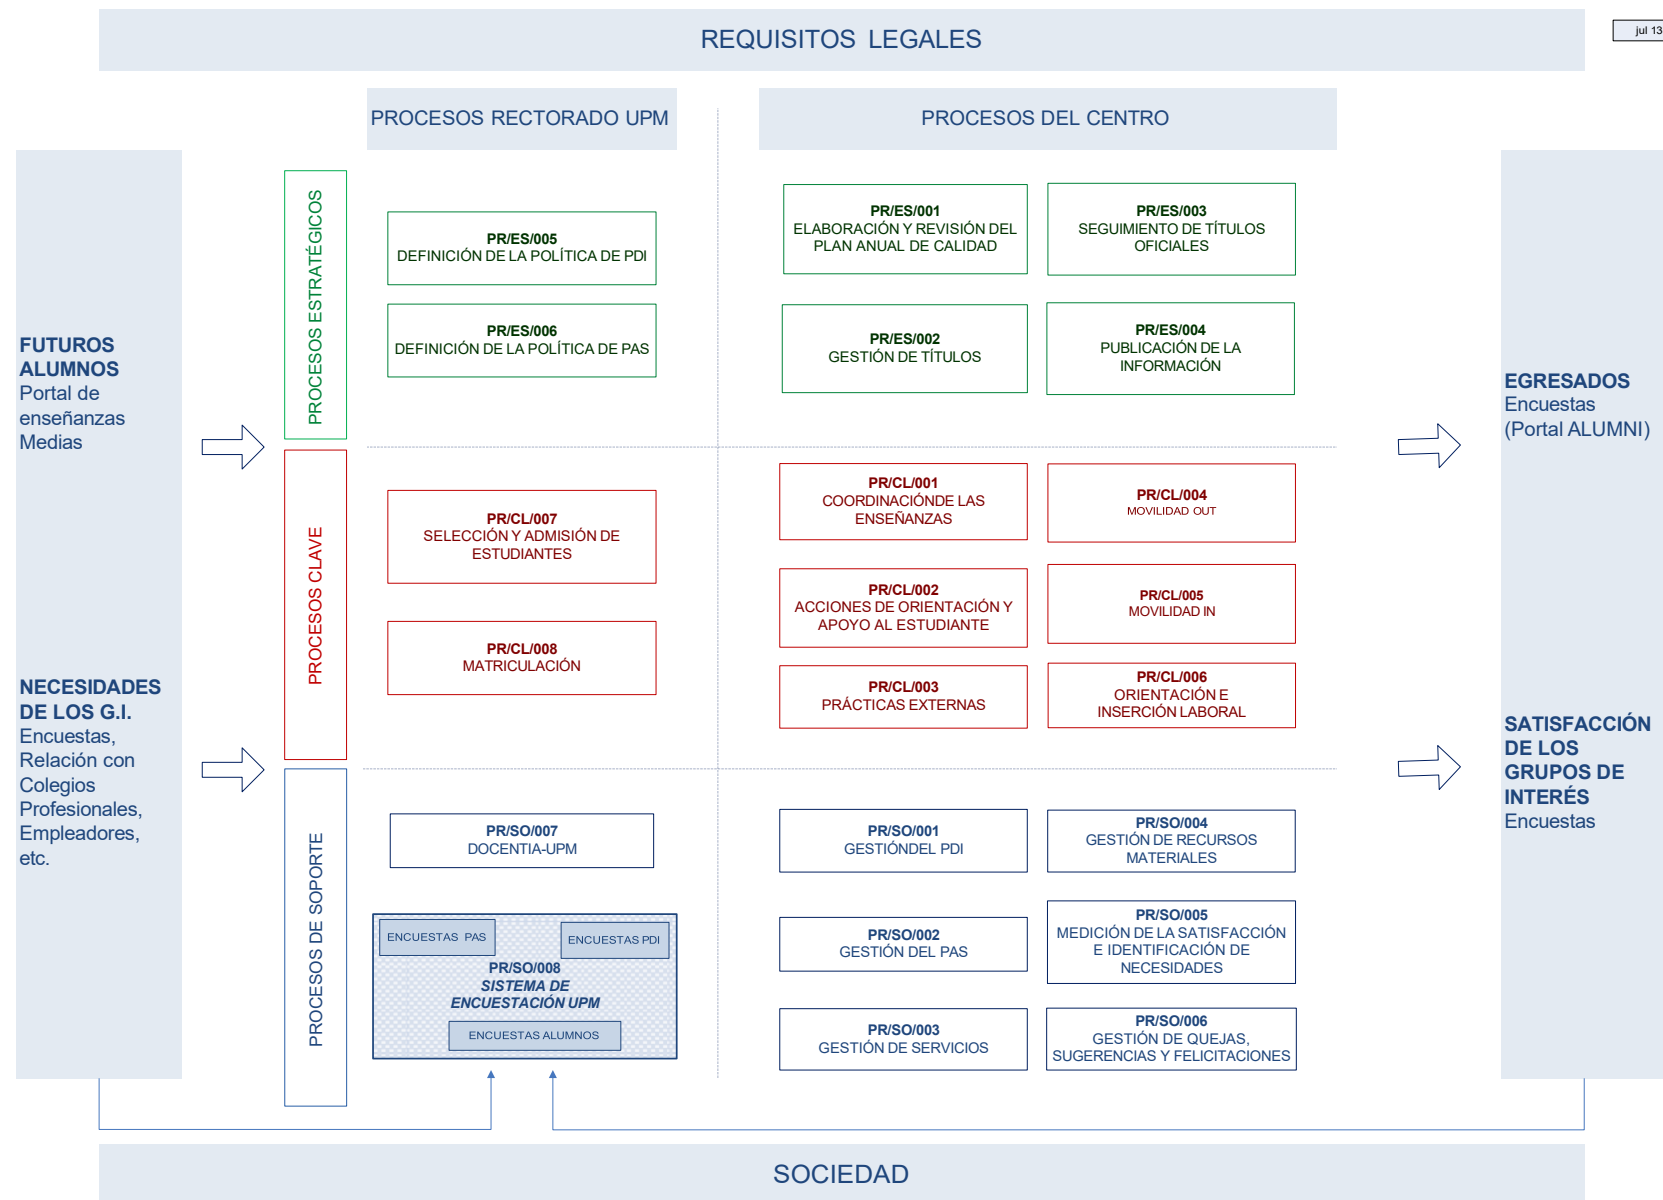 REQUISITOS LEGALES
jul 13
PROCESOS RECTORADO UPM
PROCESOS DEL CENTRO
FUTUROS
ALUMNOS
Portal de
enseñanzas
Medias
NECESIDADES
DE LOS G.I.
Encuestas,
Relación con
Colegios
Profesionales,
Empleadores,
etc.
PROCESOS ESTRATÉGICOS
PR/ES/005
DEFINICIÓN DE LA POLÍTICA DE PDI
PR/ES/006
DEFINICIÓN DE LA POLÍTICA DE PAS
PR/ES/001
ELABORACIÓN Y REVISIÓN DEL
PLAN ANUAL DE CALIDAD
PR/ES/003
SEGUIMIENTO DE TÍTULOS
OFICIALES
PR/ES/002
GESTIÓN DE TÍTULOS
PR/ES/004
PUBLICACIÓN DE LA
INFORMACIÓN
PROCESOS CLAVE
PR/CL/007
SELECCIÓN Y ADMISIÓN DE
ESTUDIANTES
PR/CL/008
MATRICULACIÓN
PR/CL/001
COORDINACIÓNDE LAS
ENSEÑANZAS
PR/CL/004
MOVILIDAD OUT
PR/CL/002
ACCIONES DE ORIENTACIÓN Y
APOYO AL ESTUDIANTE
PR/CL/005
MOVILIDAD IN
PR/CL/003
PRÁCTICAS EXTERNAS
PR/CL/006
ORIENTACIÓN E
INSERCIÓN LABORAL
PROCESOS DE SOPORTE
PR/SO/007
DOCENTIA-UPM
ENCUESTAS PAS
ENCUESTAS PDI
PR/SO/008
SISTEMA DE
ENCUESTACIÓN UPM
ENCUESTAS ALUMNOS
PR/SO/001
GESTIÓNDEL PDI
PR/SO/004
GESTIÓN DE RECURSOS
MATERIALES
PR/SO/002
GESTIÓN DEL PAS
PR/SO/005
MEDICIÓN DE LA SATISFACCIÓN
E IDENTIFICACIÓN DE
NECESIDADES
PR/SO/003
GESTIÓN DE SERVICIOS
PR/SO/006
GESTIÓN DE QUEJAS,
SUGERENCIAS Y FELICITACIONES
EGRESADOS
Encuestas
(Portal ALUMNI)
SATISFACCIÓN
DE LOS
GRUPOS DE
INTERÉS
Encuestas
SOCIEDAD